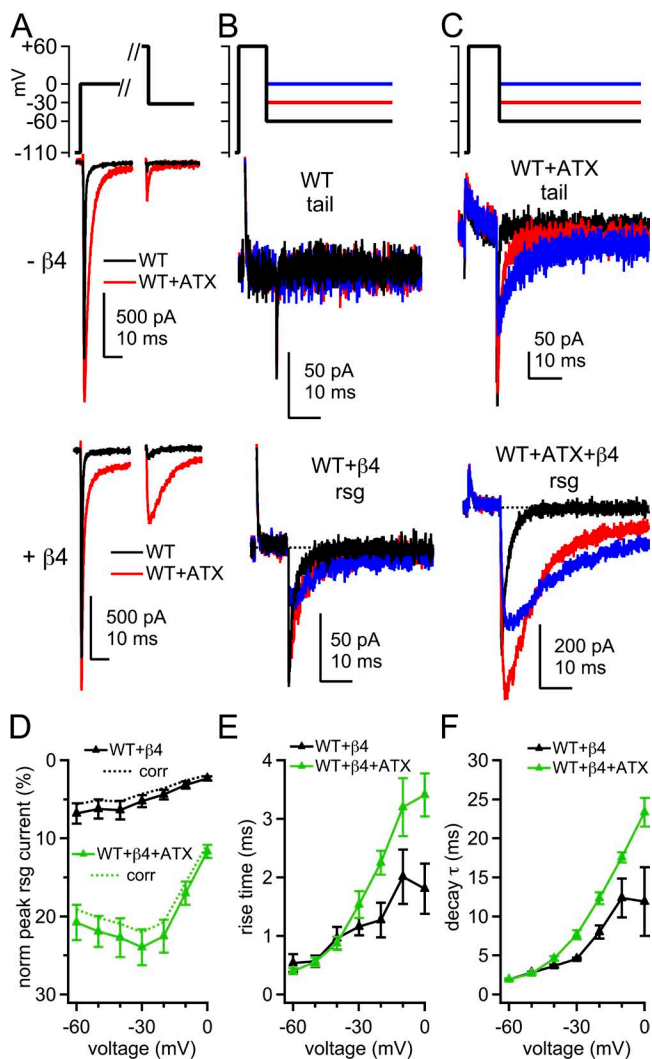 A
B
C
+60
0
-30
-60
-110
mV
//
//
WT
tail
WT+ATX
tail
- β4
WT
WT+ATX
500 pA
10 ms
50 pA
10 ms
50 pA
10 ms
WT+β4
rsg
WT+ATX+β4
rsg
+ β4
WT
WT+ATX
500 pA
10 ms
50 pA
10 ms
200 pA
10 ms
D
E
F
WT+β4
corr
WT+β4+ATX
corr
0
5
10
15
20
25
30
norm peak rsg current (%)
-60
-30
0
voltage (mV)
WT+β4
WT+β4+ATX
4
3
2
1
0
rise time (ms)
-60
-30
0
voltage (mV)
WT+β4
WT+β4+ATX
30
25
20
15
10
5
0
decay τ (ms)
-60
-30
0
voltage (mV)